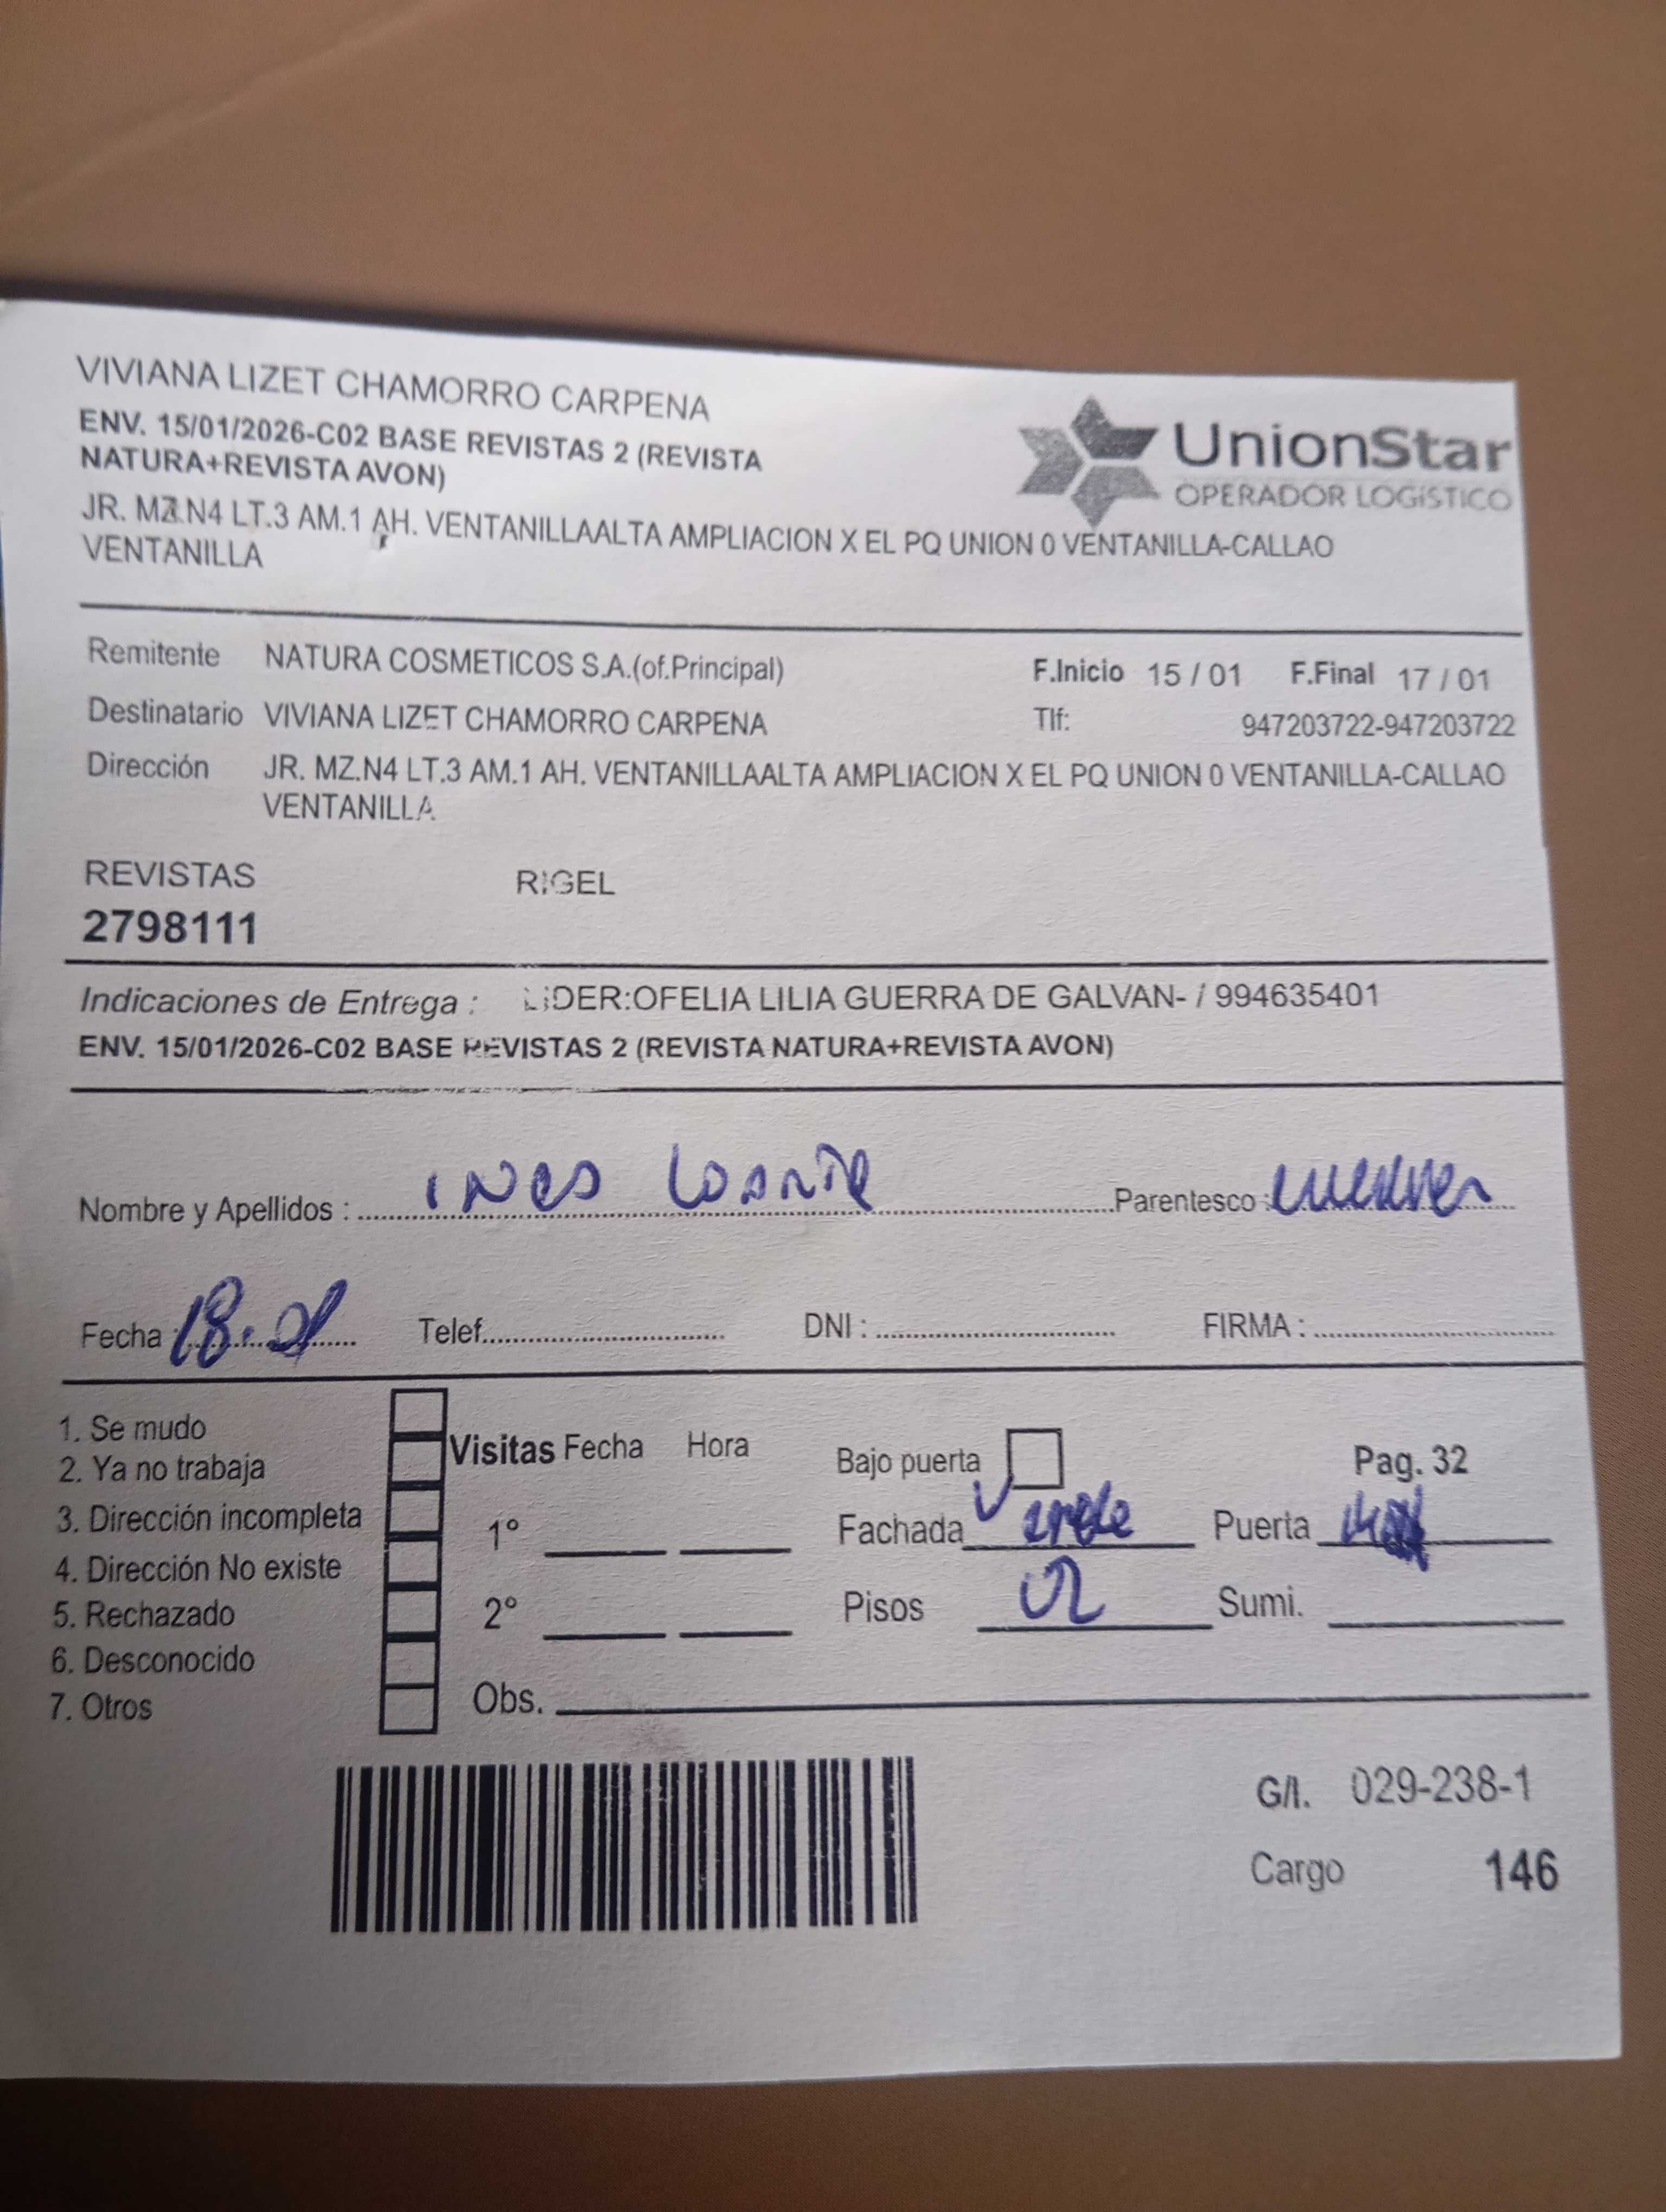 VIVIANA LIZET CHAMORRO CARPENA
ENV. 15/01/2026-C02 BASE REVISTAS 2 (REVISTA
NATURA+REVISTA AVON)
JR. MZ.N4 LT.3 AM.1 AH. VENTANILLAALTA AMPLIACION X EL PQ UNION 0 VENTANILLA-CALLAO
VENTANILLA
UnionStar
OPERADOR LOGíSTICO
Remitente NATURA COSMETICOS S.A.(of.Principal) F.Inicio 15 / 01 F.Final 17 / 01
Destinatario VIVIANA LIZET CHAMORRO CARPENA Tlf: 947203722-947203722
Dirección JR. MZ.N4 LT.3 AM.1 AH. VENTANILLAALTA AMPLIACION X EL PQ UNION 0 VENTANILLA-CALLAO
VENTANILLA
REVISTAS RIGEL
2798111
Indicaciones de Entrega : LIDER:OFELIA LILIA GUERRA DE GALVAN- / 994635401
ENV. 15/01/2026-C02 BASE REVISTAS 2 (REVISTA NATURA+REVISTA AVON)
Nombre y Apellidos : INES Parentesco :
Fecha : 18.01 Telef. DNI : FIRMA :
1. Se mudo
2. Ya no trabaja
3. Dirección incompleta
4. Dirección No existe
5. Rechazado
6. Desconocido
7. Otros
Visitas Fecha Hora
1°
2°
Obs.
Bajo puerta Pag. 32
Fachada Verde Puerta
Pisos 02 Sumi.
G/I. 029-238-1
Cargo 146